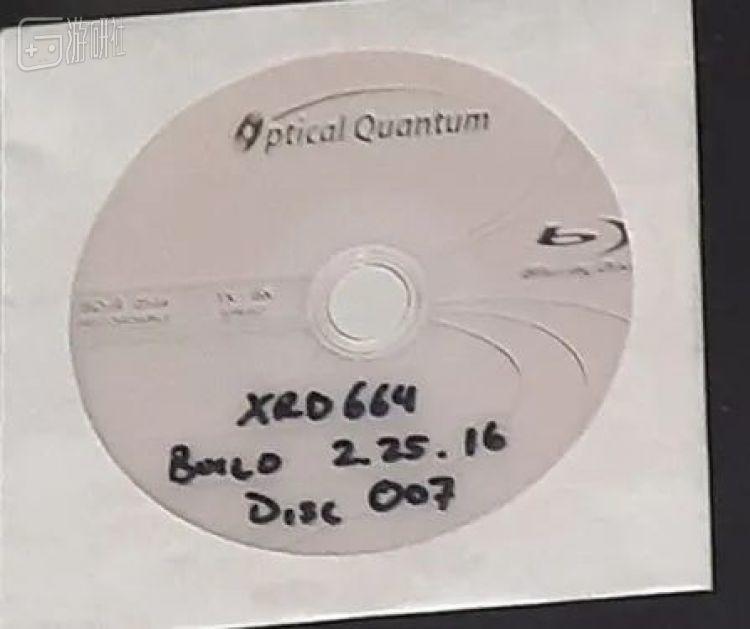 游研社
Optical Quantum
XRD664
BUILD 2.25.16
DISC 007